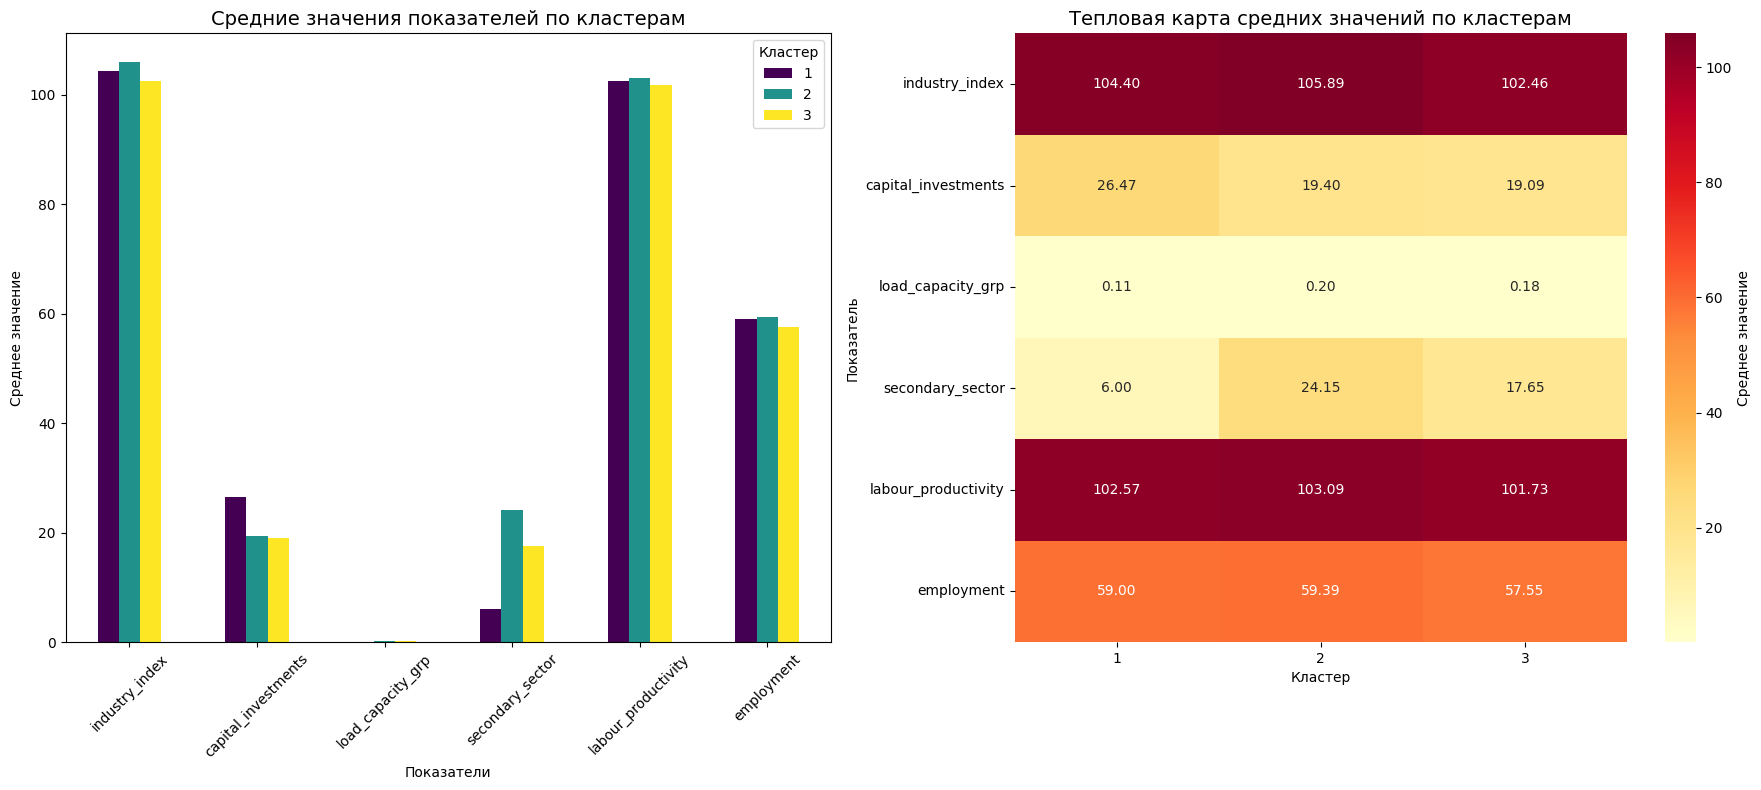 Средние значения показателей по кластерам
Среднее значение
100
80
60
40
20
0
Кластер
1
2
3
industry_index
capital_investments
load_capacity_grp
secondary_sector
labour_productivity
employment
Показатели
Тепловая карта средних значений по кластерам
Показатель
industry_index 104.40 105.89 102.46
capital_investments 26.47 19.40 19.09
load_capacity_grp 0.11 0.20 0.18
secondary_sector 6.00 24.15 17.65
labour_productivity 102.57 103.09 101.73
employment 59.00 59.39 57.55
1 2 3
Кластер
100
80
60
40
20
Среднее значение